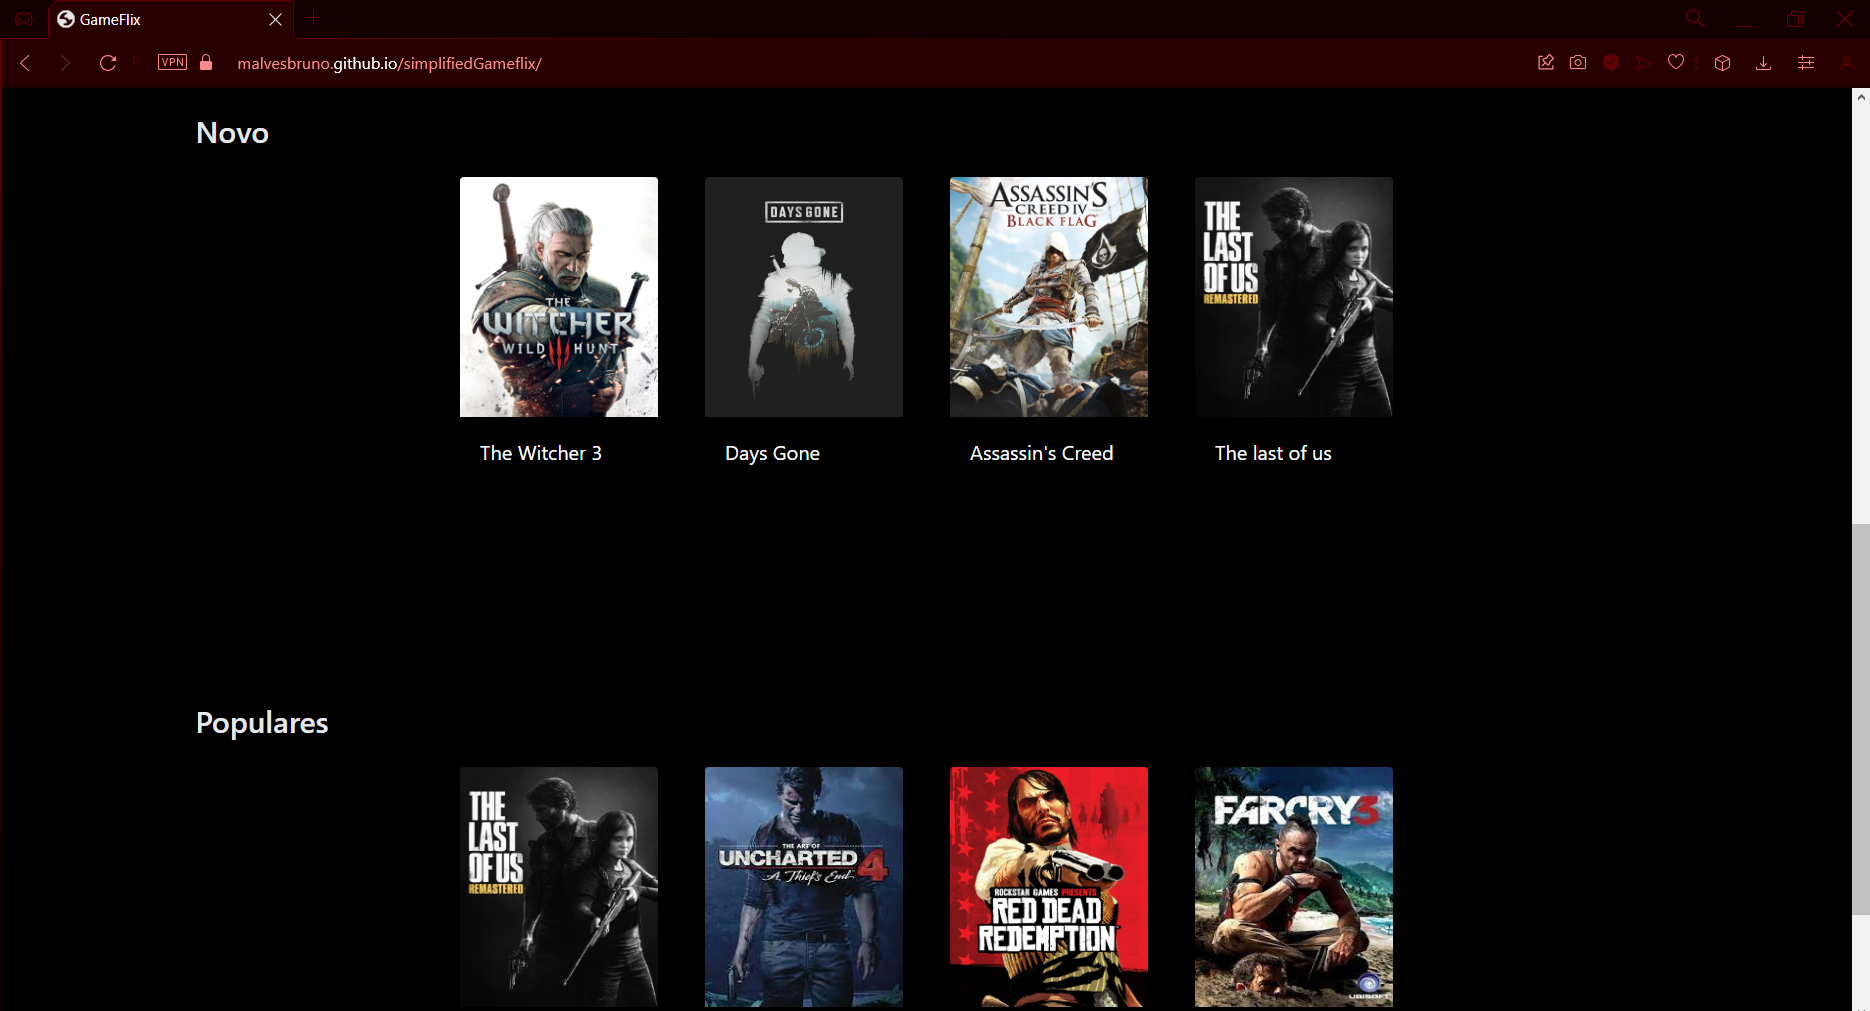 GameFlix
VPN
malvesbruno.github.io/simplifiedGameflix/
Novo
THE
WITCHER
WILD HUNT
DAYS GONE
ASSASSIN'S
CREED IV
BLACK FLAG
THE
LAST
OF US
REMASTERED
The Witcher 3
Days Gone
Assassin's Creed
The last of us
Populares
THE
LAST
OF US
REMASTERED
THE ART OF
UNCHARTED 4
A Thief's End
ROCKSTAR GAMES PRESENTS
RED DEAD
REDEMPTION
FARCRY3
UBISOFT